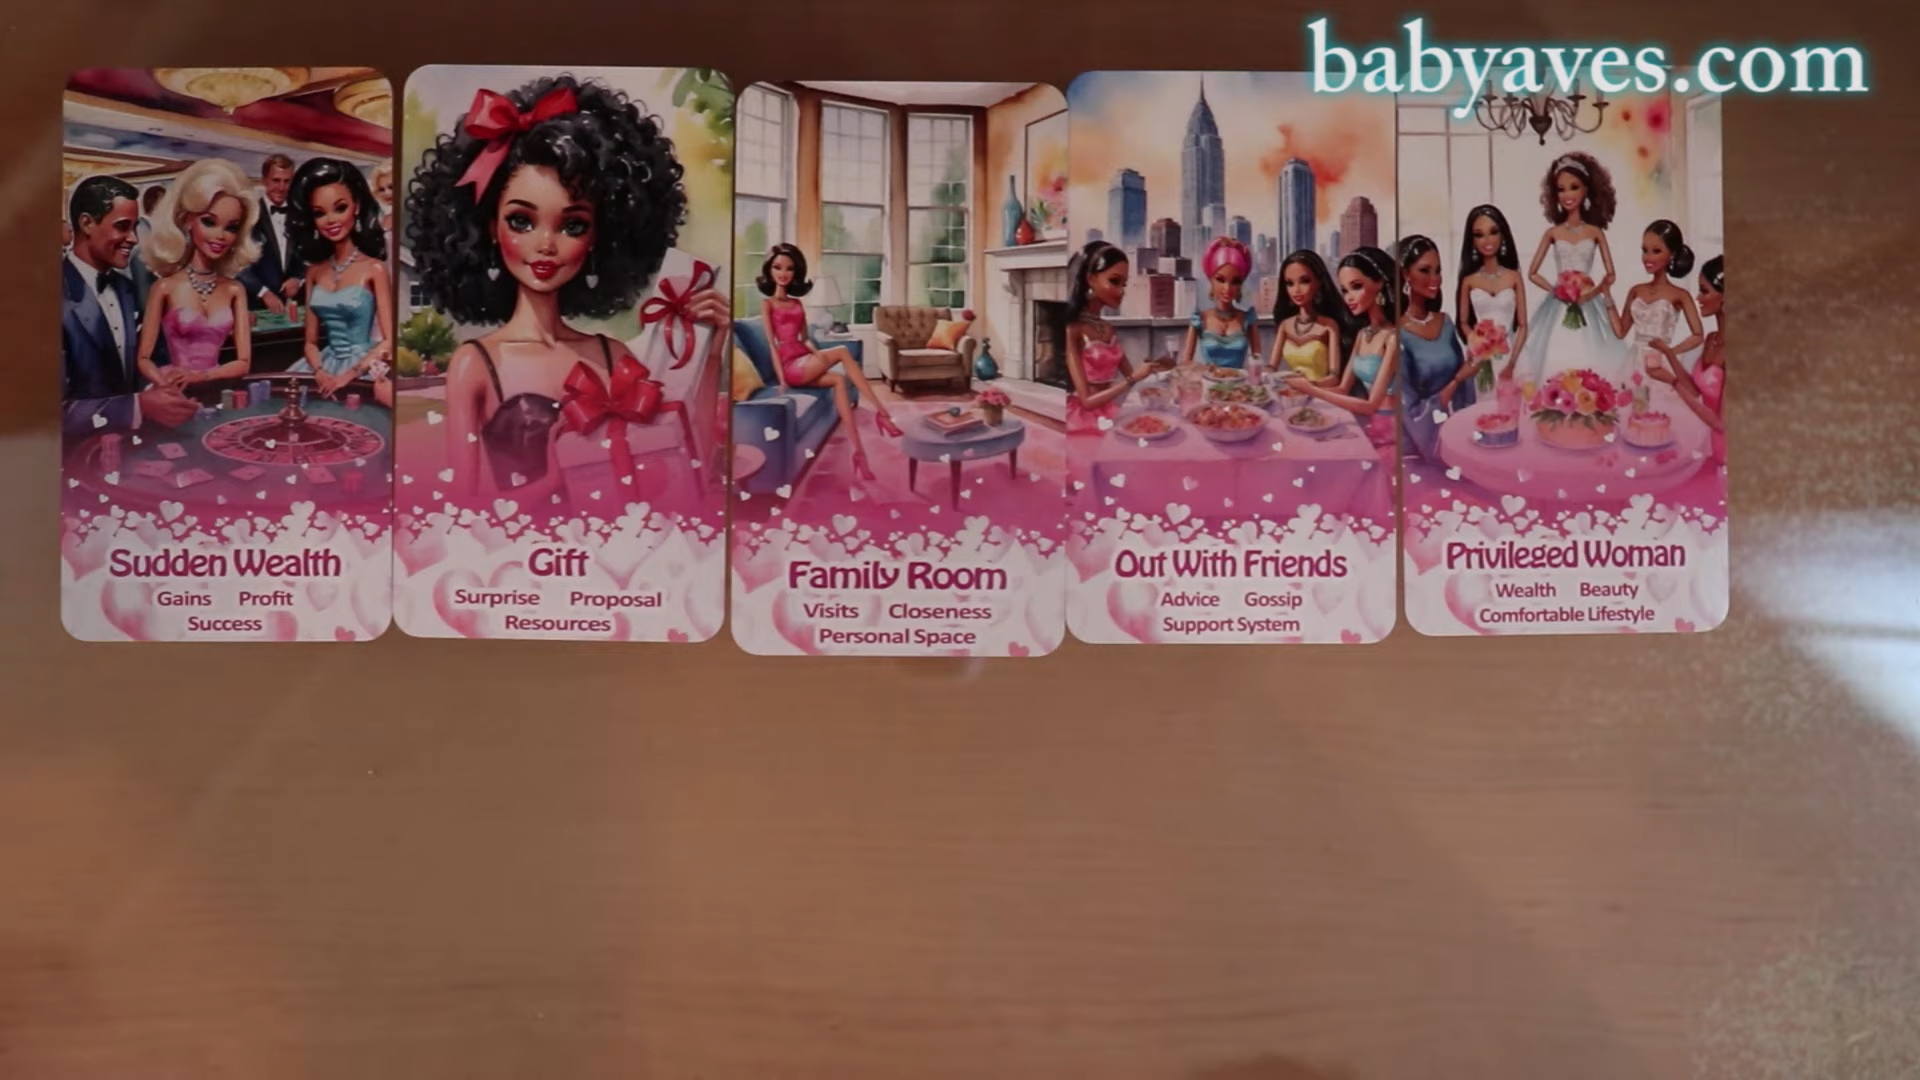 babyaves.com
Sudden Wealth
Gains Profit
Success
Gift
Surprise Proposal
Resources
Family Room
Visits Closeness
Personal Space
Out With Friends
Advice Gossip
Support System
Privileged Woman
Wealth Beauty
Comfortable Lifestyle